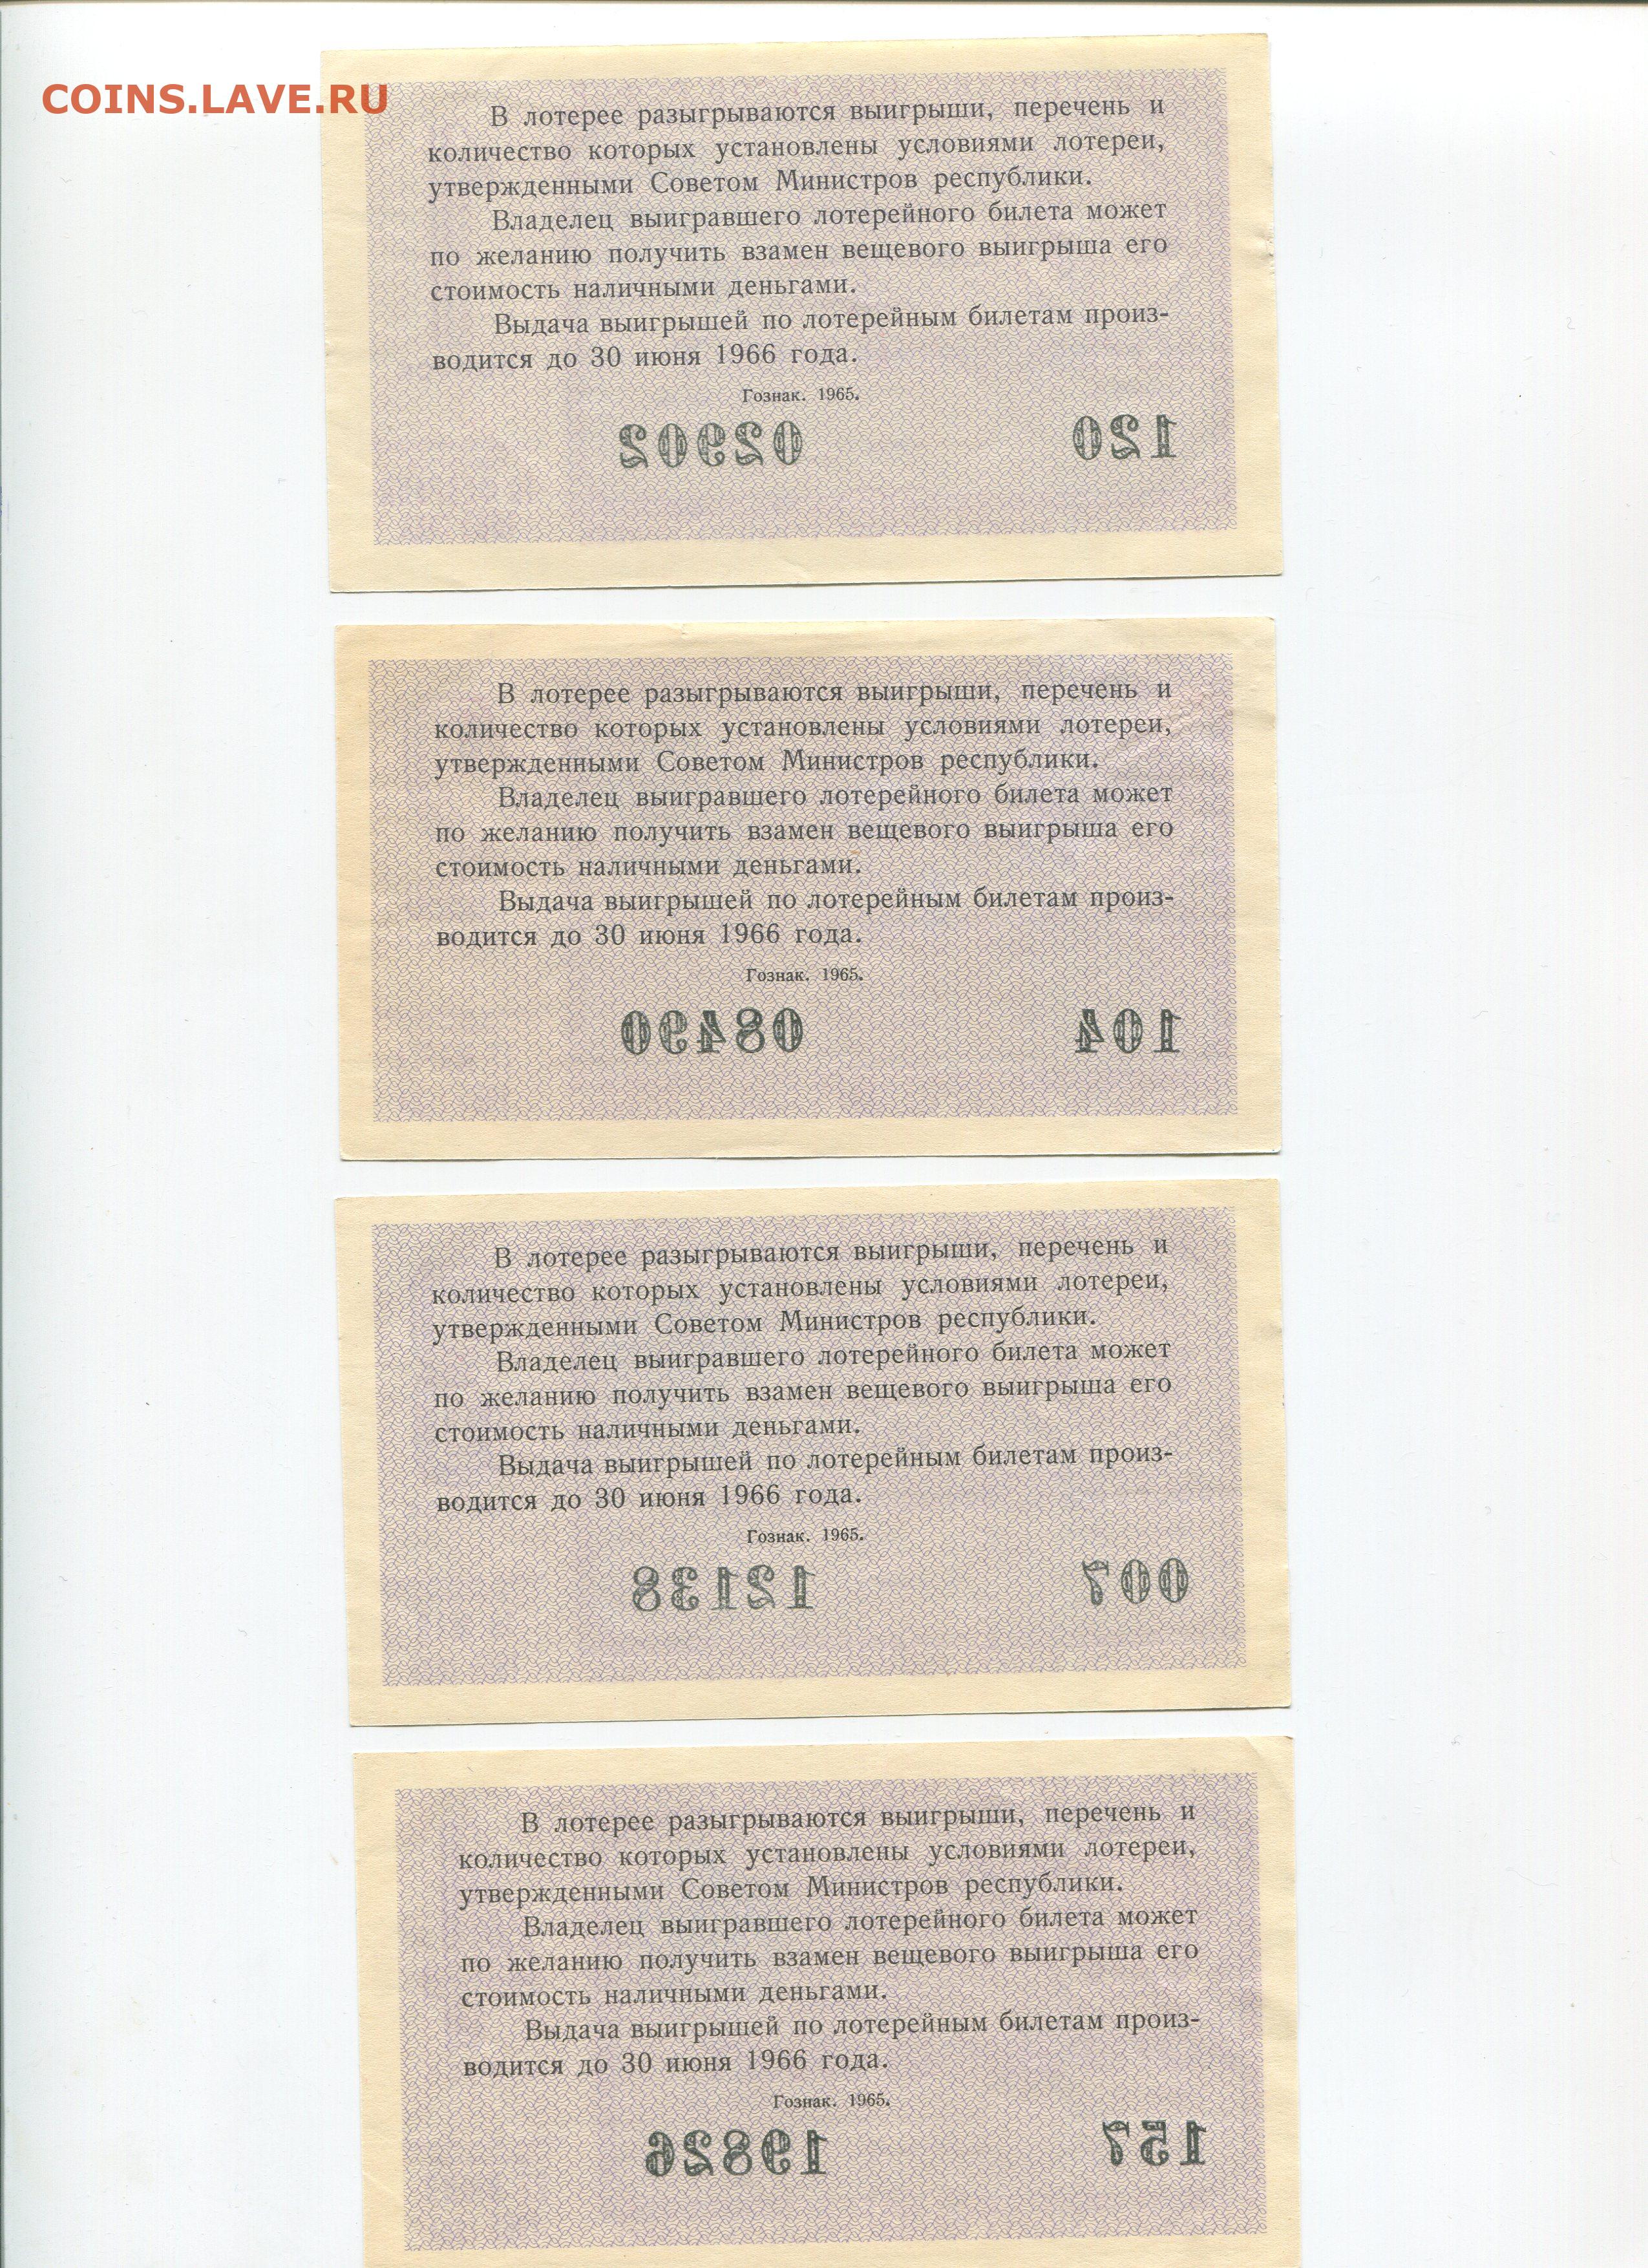 COINS.LAVE.RU
В лотерее разыгрываются выигрыши, перечень и
количество которых установлены условиями лотереи,
утвержденными Советом Министров республики.
Владелец выигравшего лотерейного билета может
по желанию получить взамен вещевого выигрыша его
стоимость наличными деньгами.
Выдача выигрышей по лотерейным билетам произ-
водится до 30 июня 1966 года.
Гознак. 1965.
02902 120
В лотерее разыгрываются выигрыши, перечень и
количество которых установлены условиями лотереи,
утвержденными Советом Министров республики.
Владелец выигравшего лотерейного билета может
по желанию получить взамен вещевого выигрыша его
стоимость наличными деньгами.
Выдача выигрышей по лотерейным билетам произ-
водится до 30 июня 1966 года.
Гознак. 1965.
08490 104
В лотерее разыгрываются выигрыши, перечень и
количество которых установлены условиями лотереи,
утвержденными Советом Министров республики.
Владелец выигравшего лотерейного билета может
по желанию получить взамен вещевого выигрыша его
стоимость наличными деньгами.
Выдача выигрышей по лотерейным билетам произ-
водится до 30 июня 1966 года.
Гознак. 1965.
12138 007
В лотерее разыгрываются выигрыши, перечень и
количество которых установлены условиями лотереи,
утвержденными Советом Министров республики.
Владелец выигравшего лотерейного билета может
по желанию получить взамен вещевого выигрыша его
стоимость наличными деньгами.
Выдача выигрышей по лотерейным билетам произ-
водится до 30 июня 1966 года.
Гознак. 1965.
19826 157